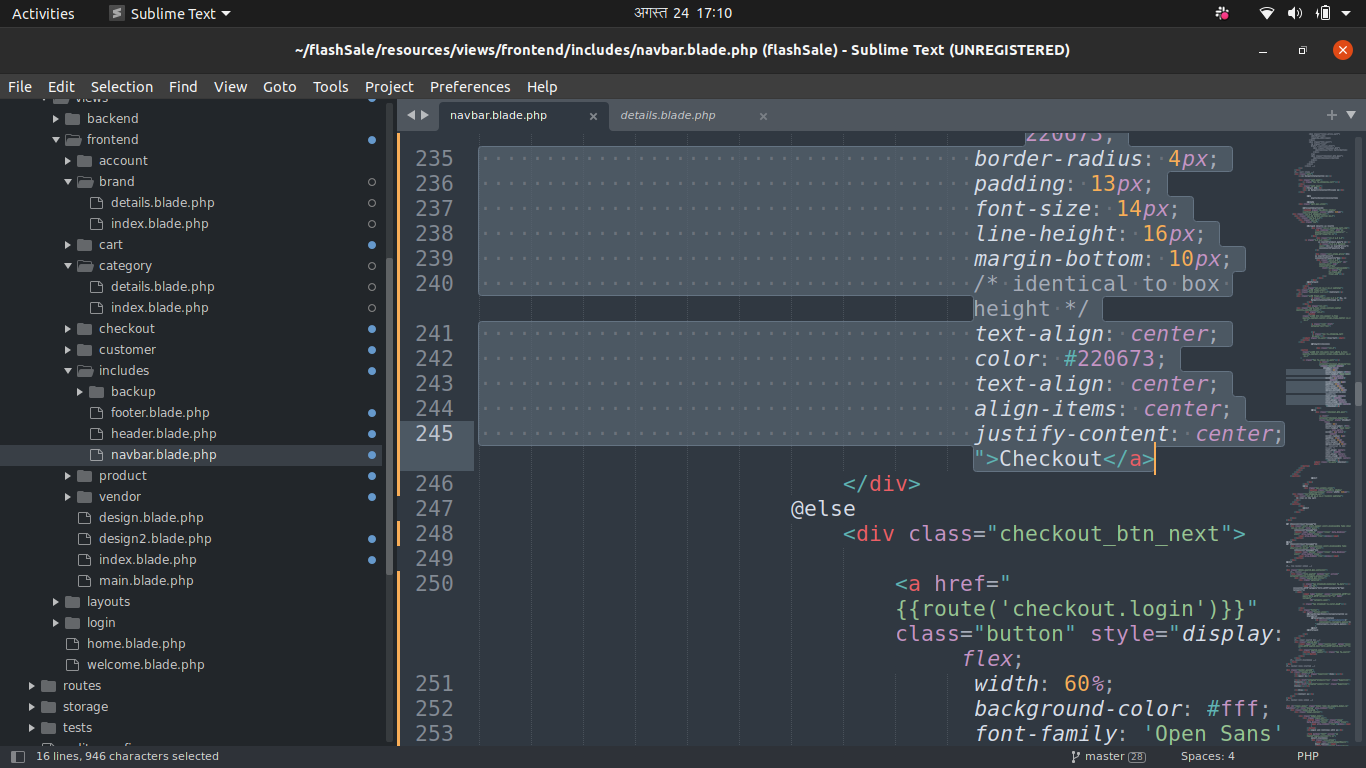 Activities
Sublime Text
अगस्त 24 17:10
~/flashSale/resources/views/frontend/includes/navbar.blade.php (flashSale) - Sublime Text (UNREGISTERED)
File Edit Selection Find View Goto Tools Project Preferences Help
views
backend
frontend
account
brand
details.blade.php
index.blade.php
cart
category
details.blade.php
index.blade.php
checkout
customer
includes
backup
footer.blade.php
header.blade.php
navbar.blade.php
product
vendor
design.blade.php
design2.blade.php
index.blade.php
main.blade.php
layouts
login
home.blade.php
welcome.blade.php
routes
storage
tests
navbar.blade.php
details.blade.php
220673;
235 border-radius: 4px;
236 padding: 13px;
237 font-size: 14px;
238 line-height: 16px;
239 margin-bottom: 10px;
240 /* identical to box
height */
241 text-align: center;
242 color: #220673;
243 text-align: center;
244 align-items: center;
245 justify-content: center;
">Checkout</a>
246 </div>
247 @else
248 <div class="checkout_btn_next">
249
250 <a href="
{{route('checkout.login')}}"
class="button" style="display:
flex;
251 width: 60%;
252 background-color: #fff;
253 font-family: 'Open Sans'
16 lines, 946 characters selected
master 28
Spaces: 4
PHP